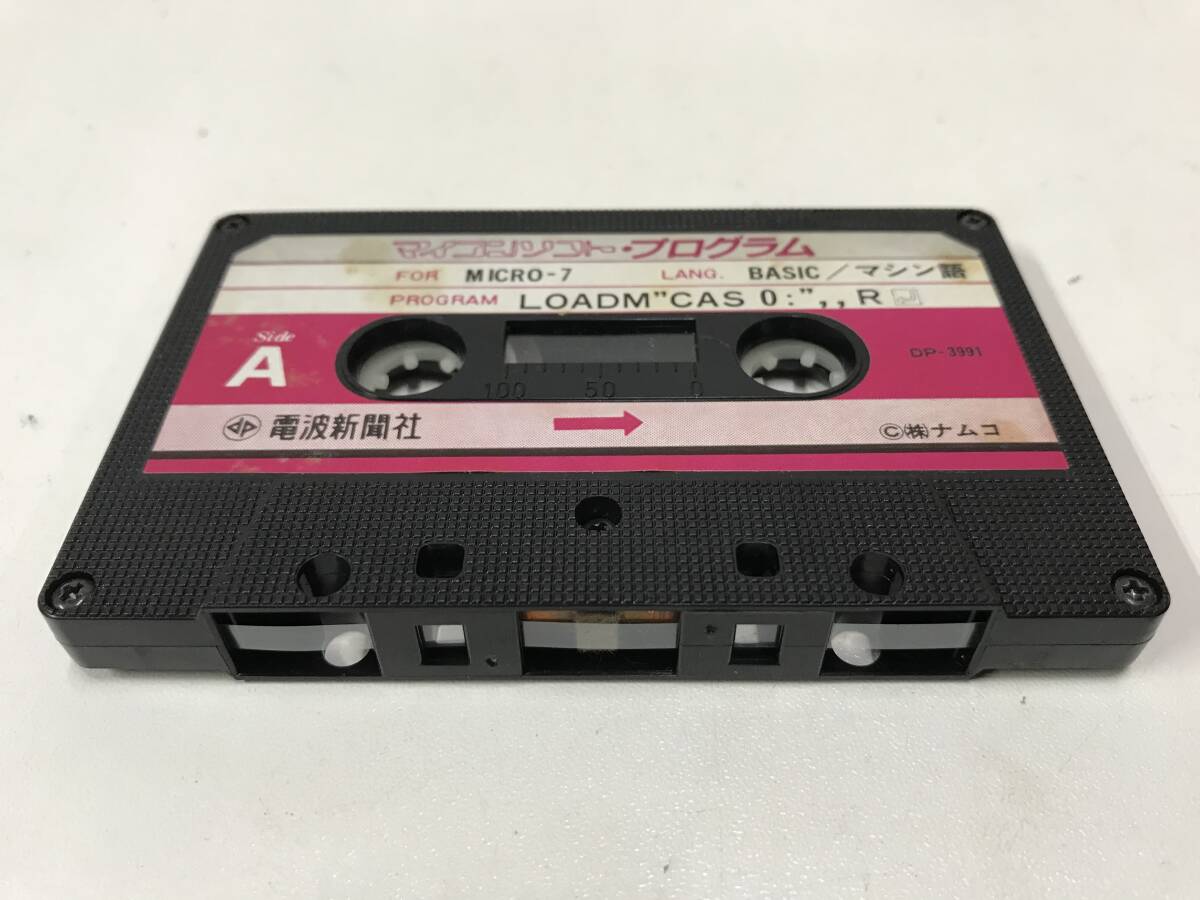 マイコンソフト・プログラム
FOR MICRO-7 LANG. BASIC/マシン語
PROGRAM LOADM"CAS 0:",,R
Side
A
DP-3991
100 50 0
電波新聞社
Ⓒ㈱ナムコ